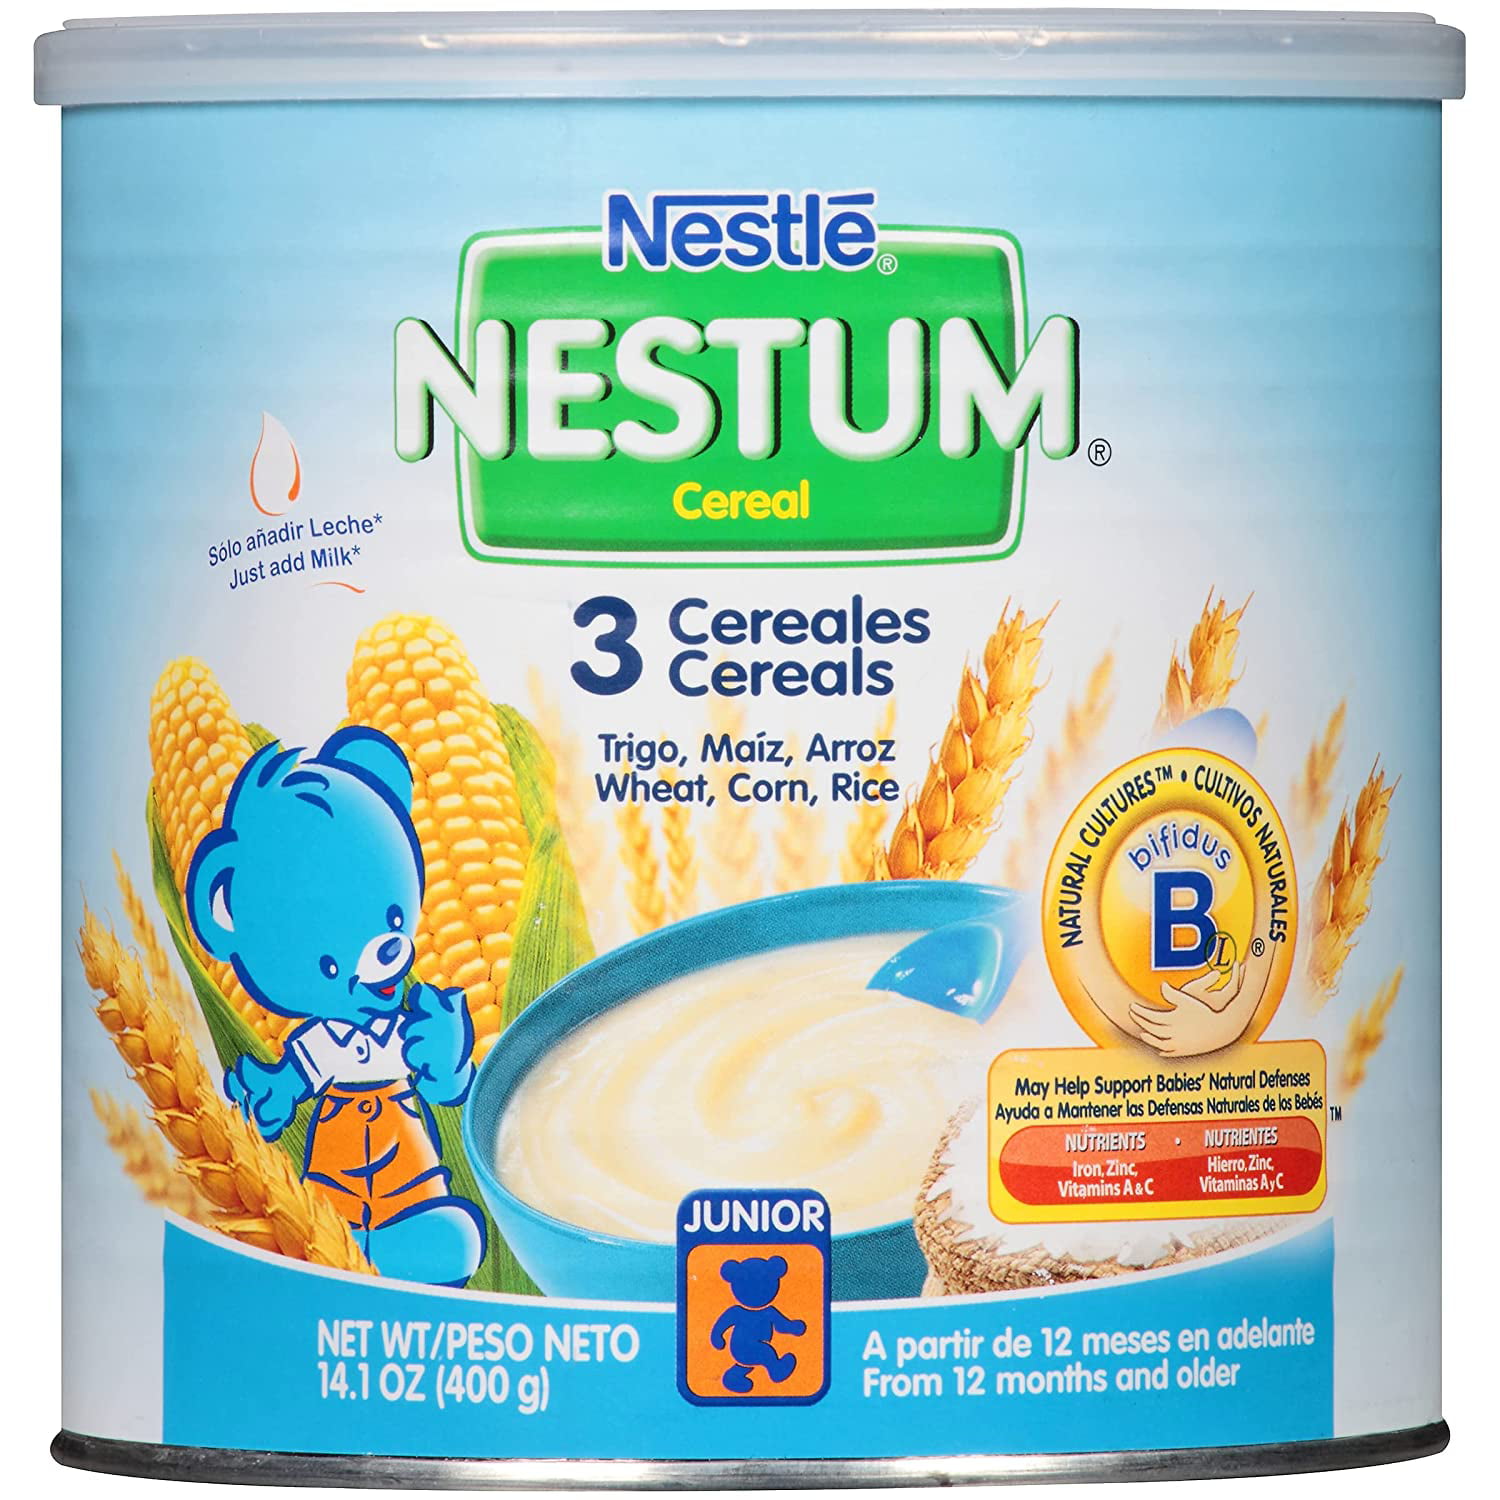 Nestlé®
NESTUM®
Cereal
Sólo añadir Leche*
Just add Milk*
3 Cereales
Cereals
Trigo, Maíz, Arroz
Wheat, Corn, Rice
NATURAL CULTURES™ • CULTIVOS NATURALES
bifidus
B
L®
May Help Support Babies' Natural Defenses
Ayuda a Mantener las Defensas Naturales de los Bebés™
NUTRIENTS • NUTRIENTES
Iron, Zinc,
Vitamins A & C
Hierro, Zinc,
Vitaminas A y C
JUNIOR
NET WT/PESO NETO
14.1 OZ (400 g)
A partir de 12 meses en adelante
From 12 months and older